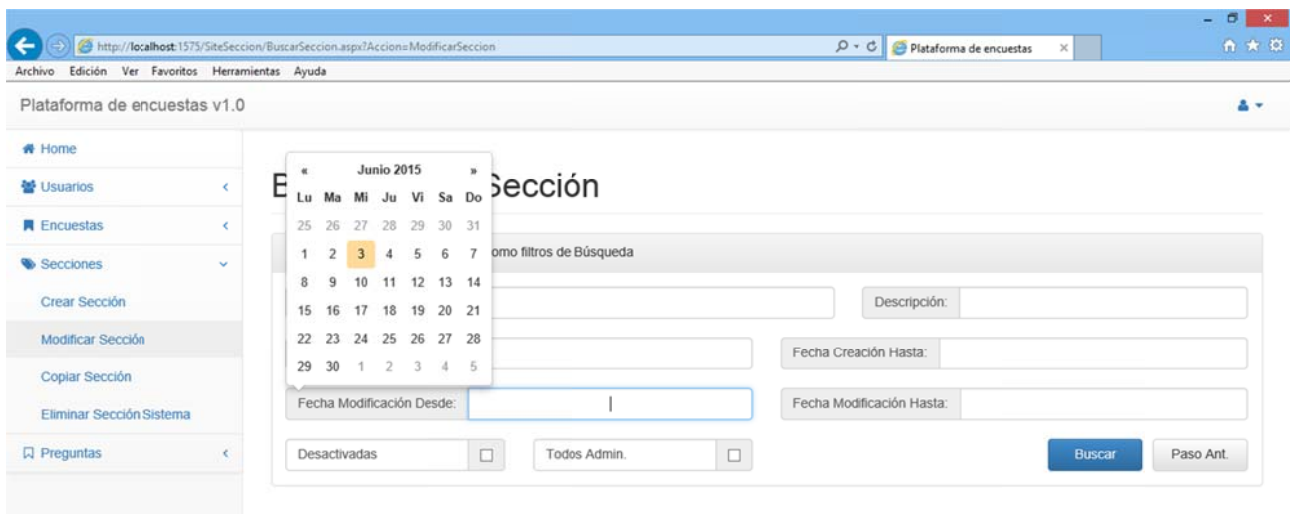 http://localhost:1575/SiteSeccion/BuscarSeccion.aspx?Accion=ModificarSeccion
Plataforma de encuestas
Archivo Edición Ver Favoritos Herramientas Ayuda
Plataforma de encuestas v1.0
Home
Usuarios
Encuestas
Secciones
Crear Sección
Modificar Sección
Copiar Sección
Eliminar Sección Sistema
Preguntas
B Sección
« Junio 2015 »
Lu Ma Mi Ju Vi Sa Do
25 26 27 28 29 30 31
1 2 3 4 5 6 7
8 9 10 11 12 13 14
15 16 17 18 19 20 21
22 23 24 25 26 27 28
29 30 1 2 3 4 5
omo filtros de Búsqueda
Descripción:
Fecha Creación Hasta:
Fecha Modificación Desde:
Fecha Modificación Hasta:
Desactivadas
Todos Admin.
Buscar
Paso Ant.